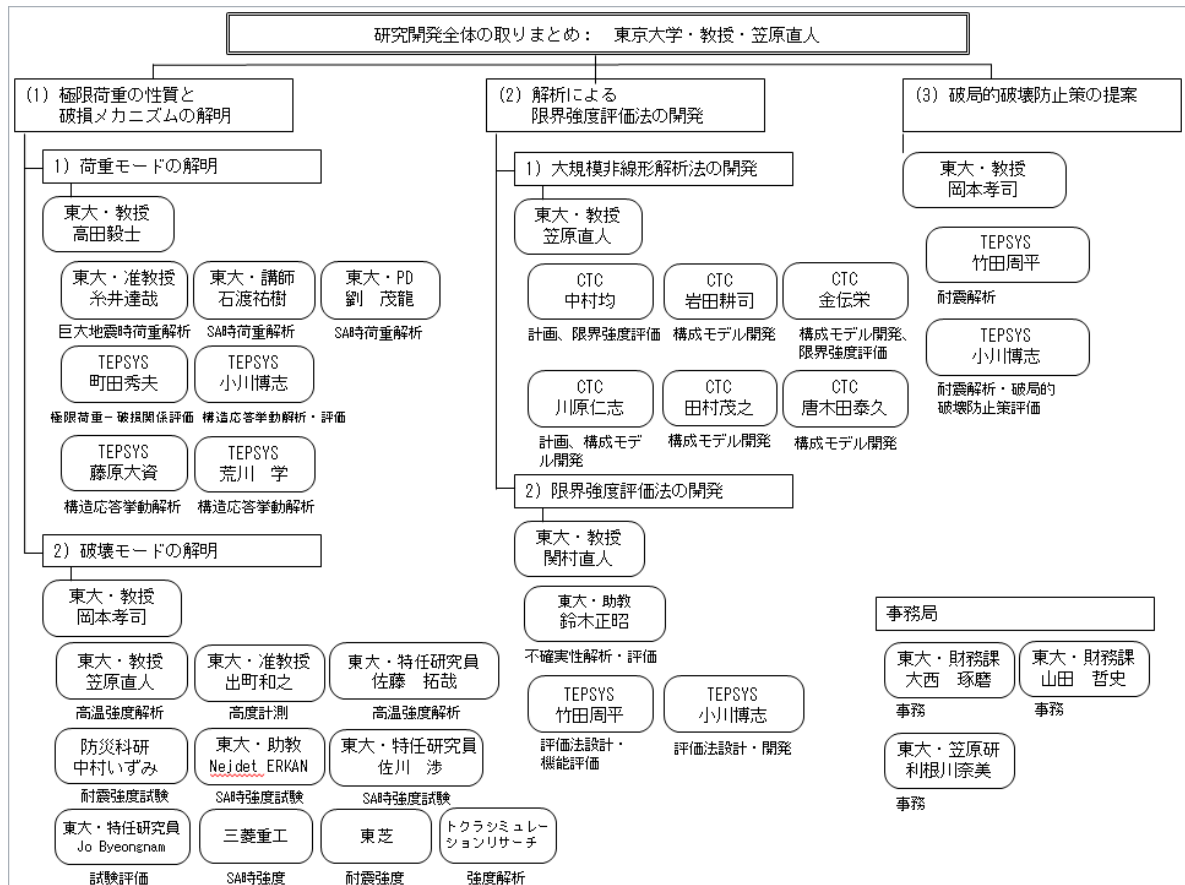 研究開発全体の取りまとめ： 東京大学・教授・笠原直人
(1) 極限荷重の性質と
破損メカニズムの解明
1) 荷重モードの解明
東大・教授
高田毅士
東大・准教授
糸井達哉
巨大地震時荷重解析
東大・講師
石渡祐樹
SA時荷重解析
東大・PD
劉 茂龍
SA時荷重解析
TEPSYS
町田秀夫
極限荷重－破損関係評価
TEPSYS
小川博志
構造応答挙動解析・評価
TEPSYS
藤原大資
構造応答挙動解析
TEPSYS
荒川 学
構造応答挙動解析
2) 破壊モードの解明
東大・教授
岡本孝司
東大・教授
笠原直人
高温強度解析
東大・准教授
出町和之
高度計測
東大・特任研究員
佐藤 拓哉
高温強度解析
防災科研
中村いずみ
耐震強度試験
東大・助教
Nejdet ERKAN
SA時強度試験
東大・特任研究員
佐川 渉
SA時強度試験
東大・特任研究員
Jo Byeongnam
試験評価
三菱重工
SA時強度
東芝
耐震強度
トクラシミュレー
ションリサーチ
強度解析
(2) 解析による
限界強度評価法の開発
1) 大規模非線形解析法の開発
東大・教授
笠原直人
CTC
中村均
計画、限界強度評価
CTC
岩田耕司
構成モデル開発
CTC
金伝栄
構成モデル開発、
限界強度評価
CTC
川原仁志
計画、構成モデ
ル開発
CTC
田村茂之
構成モデル開発
CTC
唐木田泰久
構成モデル開発
2) 限界強度評価法の開発
東大・教授
関村直人
東大・助教
鈴木正昭
不確実性解析・評価
TEPSYS
竹田周平
評価法設計・
機能評価
TEPSYS
小川博志
評価法設計・開発
(3) 破局的破壊防止策の提案
東大・教授
岡本孝司
TEPSYS
竹田周平
耐震解析
TEPSYS
小川博志
耐震解析・破局的
破壊防止策評価
事務局
東大・財務課
大西 琢磨
事務
東大・財務課
山田 哲史
事務
東大・笠原研
利根川奈美
事務